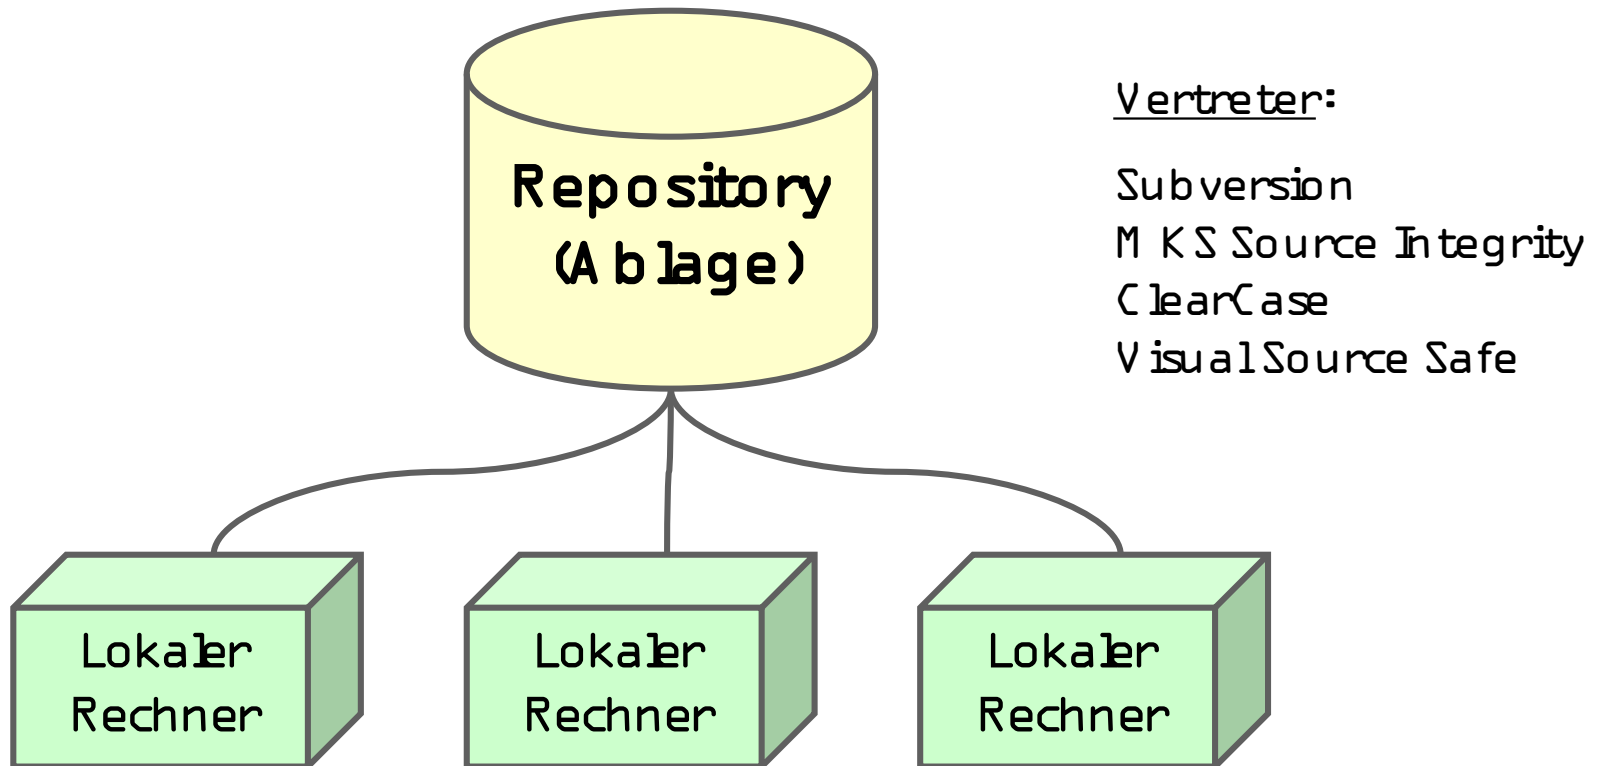 Repository
(Ablage)
Vertreter:
Subversion
MKS Source Integrity
ClearCase
Visual Source Safe
Lokaler
Rechner
Lokaler
Rechner
Lokaler
Rechner